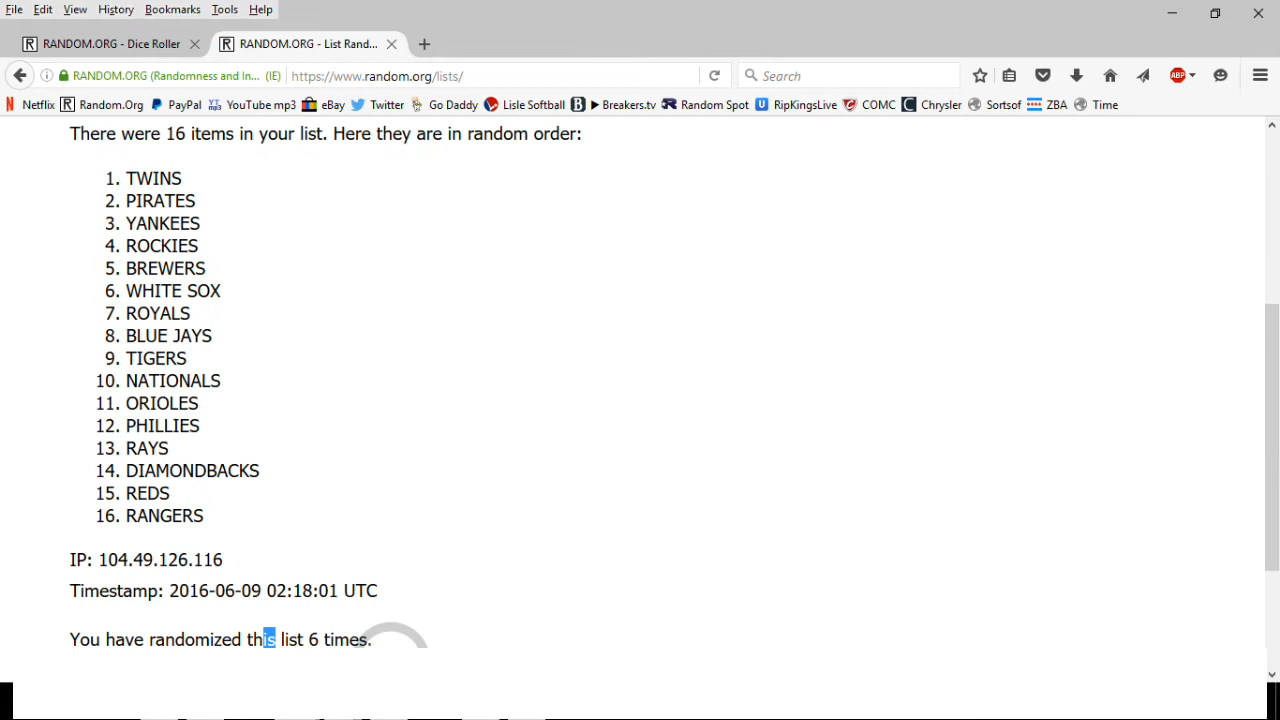 File Edit View History Bookmarks Tools Help
RANDOM.ORG - Dice Roller RANDOM.ORG - List Rand...
RANDOM.ORG (Randomness and In... (IE) https://www.random.org/lists/ Search ABP
Netflix Random.Org PayPal YouTube mp3 eBay Twitter Go Daddy Lisle Softball Breakers.tv Random Spot RipKingsLive COMC Chrysler Sortsof ZBA Time
There were 16 items in your list. Here they are in random order:
1. TWINS
2. PIRATES
3. YANKEES
4. ROCKIES
5. BREWERS
6. WHITE SOX
7. ROYALS
8. BLUE JAYS
9. TIGERS
10. NATIONALS
11. ORIOLES
12. PHILLIES
13. RAYS
14. DIAMONDBACKS
15. REDS
16. RANGERS
IP: 104.49.126.116
Timestamp: 2016-06-09 02:18:01 UTC
You have randomized this list 6 times.